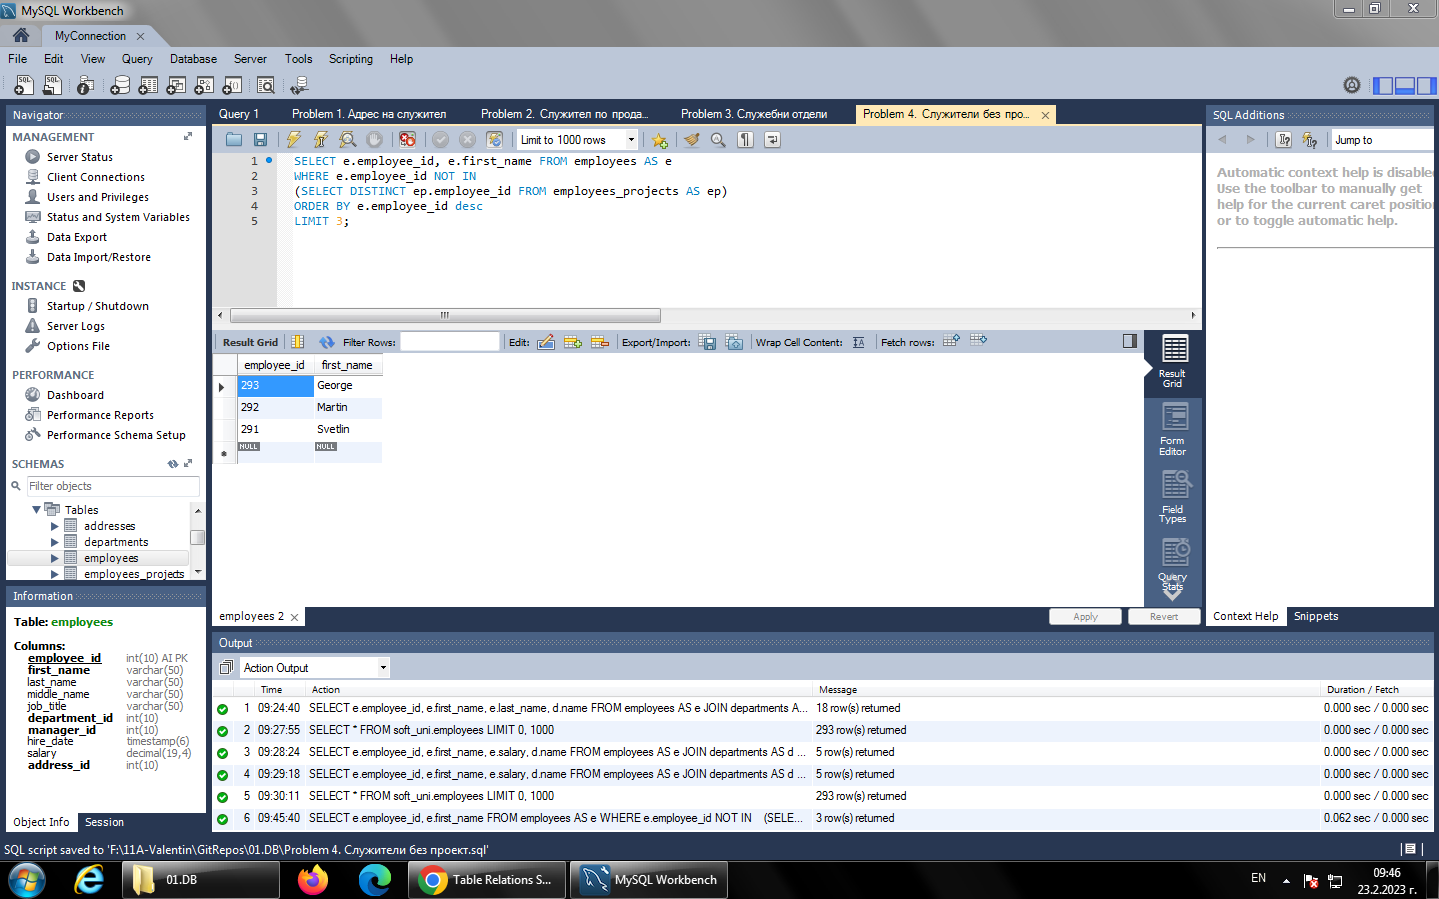 MySQL Workbench
MyConnection
File Edit View Query Database Server Tools Scripting Help
Navigator
MANAGEMENT
Server Status
Client Connections
Users and Privileges
Status and System Variables
Data Export
Data Import/Restore
INSTANCE
Startup / Shutdown
Server Logs
Options File
PERFORMANCE
Dashboard
Performance Reports
Performance Schema Setup
SCHEMAS
Filter objects
Tables
addresses
departments
employees
employees_projects
Information
Table: employees
Columns:
employee_id int(10) AI PK
first_name varchar(50)
last_name varchar(50)
middle_name varchar(50)
job_title varchar(50)
department_id int(10)
manager_id int(10)
hire_date timestamp(6)
salary decimal(19,4)
address_id int(10)
Object Info Session
Query 1 Problem 1. Адрес на служител Problem 2. Служител по прода... Problem 3. Служебни отдели Problem 4. Служители без про...
Limit to 1000 rows
1 SELECT e.employee_id, e.first_name FROM employees AS e
2 WHERE e.employee_id NOT IN
3 (SELECT DISTINCT ep.employee_id FROM employees_projects AS ep)
4 ORDER BY e.employee_id desc
5 LIMIT 3;
Result Grid Filter Rows: Edit: Export/Import: Wrap Cell Content: Fetch rows:
employee_id first_name
293 George
292 Martin
291 Svetlin
NULL NULL
Result
Grid
Form
Editor
Field
Types
Query
Stats
employees 2 Apply Revert
SQL Additions
Jump to
Automatic context help is disabled
Use the toolbar to manually get
help for the current caret position
or to toggle automatic help.
Context Help Snippets
Output
Action Output
Time Action Message Duration / Fetch
1 09:24:40 SELECT e.employee_id, e.first_name, e.last_name, d.name FROM employees AS e JOIN departments A... 18 row(s) returned 0.000 sec / 0.000 sec
2 09:27:55 SELECT * FROM soft_uni.employees LIMIT 0, 1000 293 row(s) returned 0.000 sec / 0.000 sec
3 09:28:24 SELECT e.employee_id, e.first_name, e.salary, d.name FROM employees AS e JOIN departments AS d ... 5 row(s) returned 0.000 sec / 0.000 sec
4 09:29:18 SELECT e.employee_id, e.first_name, e.salary, d.name FROM employees AS e JOIN departments AS d ... 5 row(s) returned 0.000 sec / 0.000 sec
5 09:30:11 SELECT * FROM soft_uni.employees LIMIT 0, 1000 293 row(s) returned 0.000 sec / 0.000 sec
6 09:45:40 SELECT e.employee_id, e.first_name FROM employees AS e WHERE e.employee_id NOT IN (SELE... 3 row(s) returned 0.062 sec / 0.000 sec
SQL script saved to 'F:\11A-Valentin\GitRepos\01.DB\Problem 4. Служители без проект.sql'
01.DB Table Relations S... MySQL Workbench EN 09:46
23.2.2023 г.